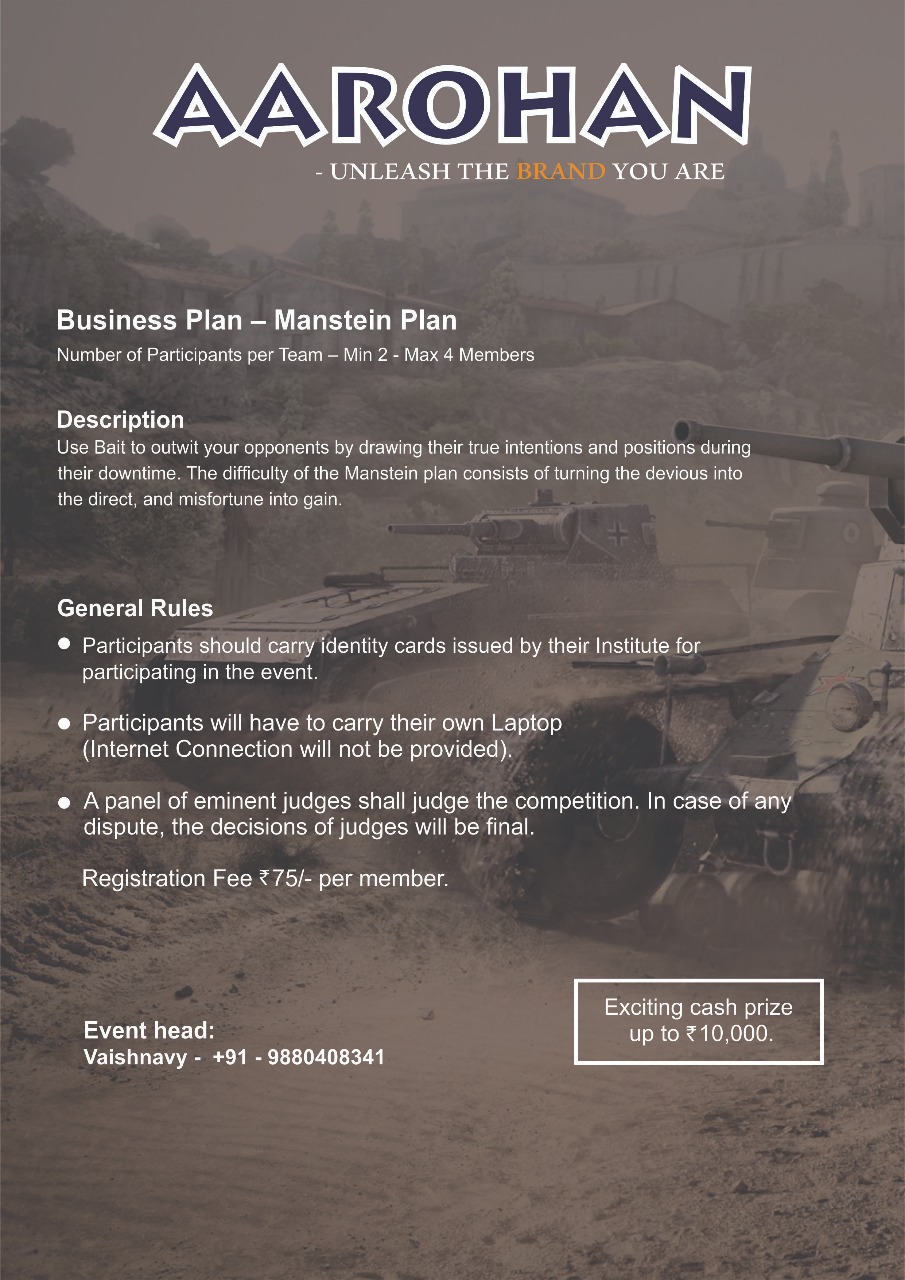 AAROHAN
- UNLEASH THE BRAND YOU ARE
Business Plan – Manstein Plan
Number of Participants per Team – Min 2 - Max 4 Members
Description
Use Bait to outwit your opponents by drawing their true intentions and positions during
their downtime. The difficulty of the Manstein plan consists of turning the devious into
the direct, and misfortune into gain.
General Rules
● Participants should carry identity cards issued by their Institute for
participating in the event.
● Participants will have to carry their own Laptop
(Internet Connection will not be provided).
● A panel of eminent judges shall judge the competition. In case of any
dispute, the decisions of judges will be final.
Registration Fee ₹75/- per member.
Exciting cash prize
up to ₹10,000.
Event head:
Vaishnavy - +91 - 9880408341